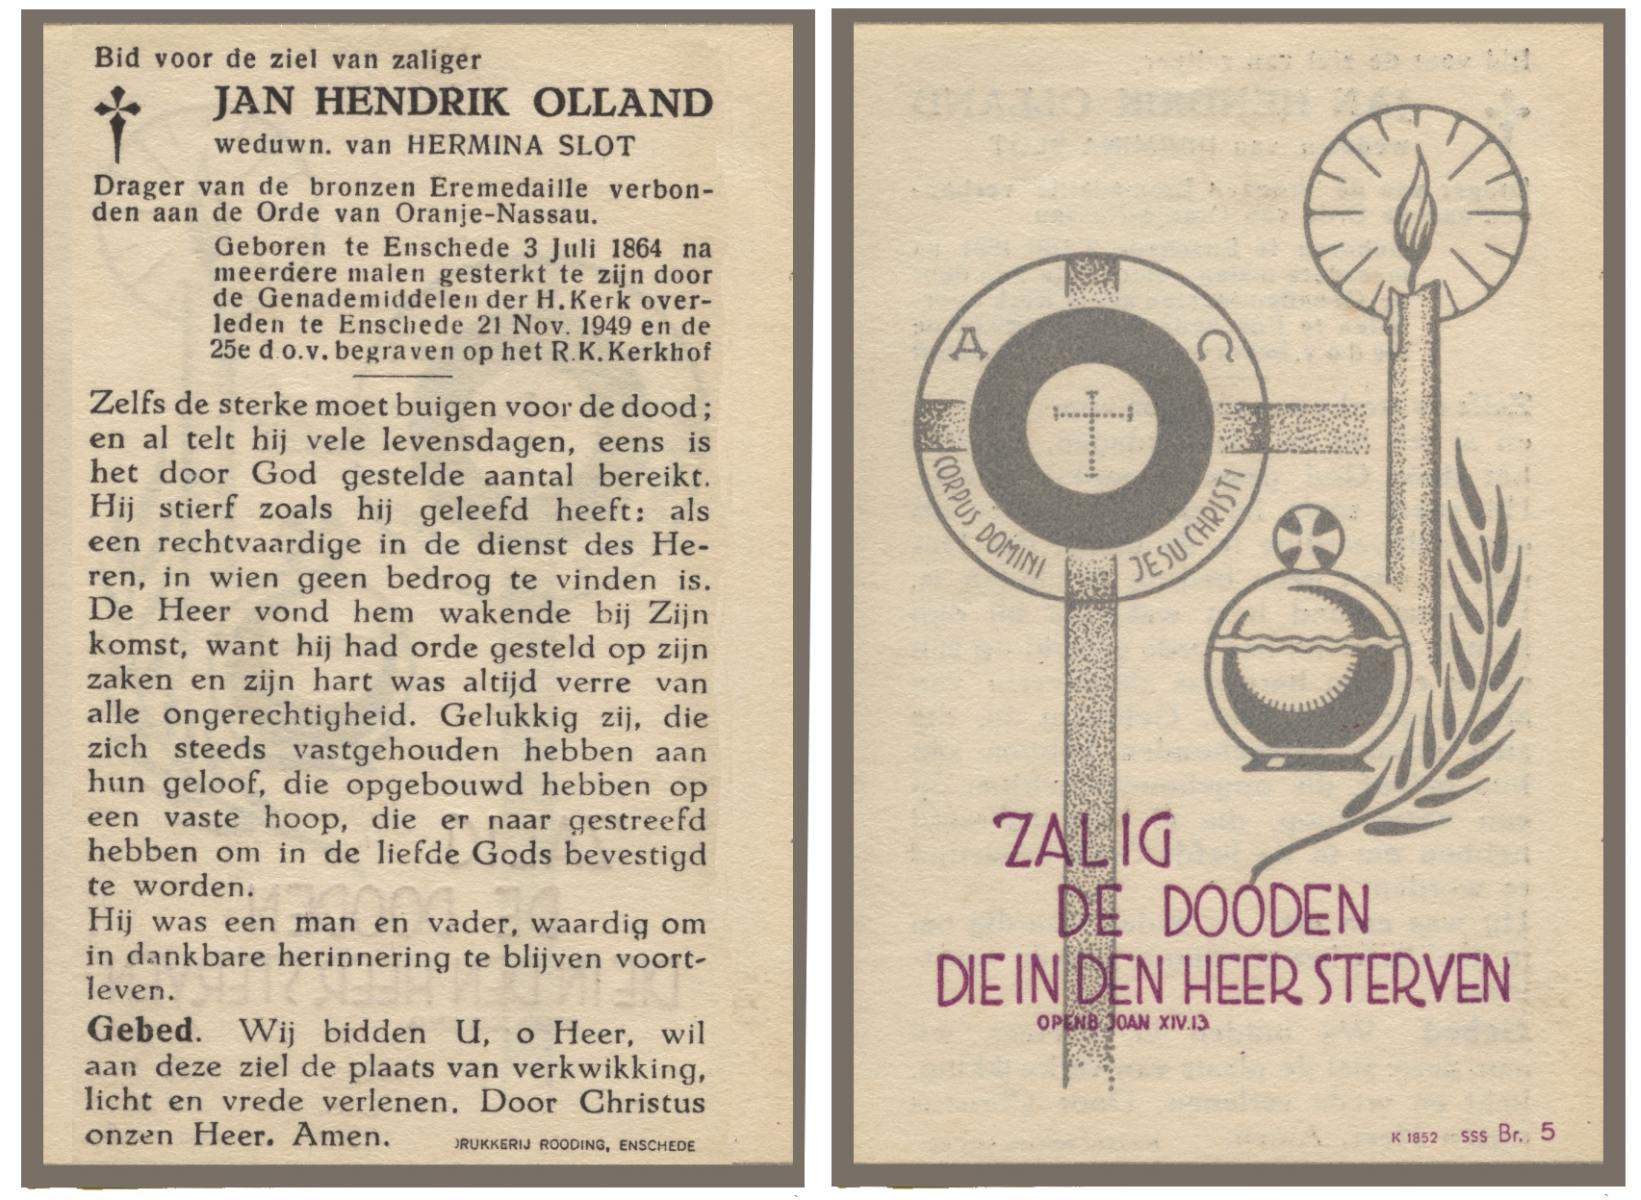 Bid voor de ziel van zaliger
JAN HENDRIK OLLAND
weduwn. van HERMINA SLOT
Drager van de bronzen Eremedaille verbon-
den aan de Orde van Oranje-Nassau.
Geboren te Enschede 3 Juli 1864 na
meerdere malen gesterkt te zijn door
de Genademiddelen der H. Kerk over-
leden te Enschede 21 Nov. 1949 en de
25e d.o.v. begraven op het R.K. Kerkhof
Zelfs de sterke moet buigen voor de dood;
en al telt hij vele levensdagen, eens is
het door God gestelde aantal bereikt.
Hij stierf zoals hij geleefd heeft: als
een rechtvaardige in de dienst des He-
ren, in wien geen bedrog te vinden is.
De Heer vond hem wakende bij Zijn
komst, want hij had orde gesteld op zijn
zaken en zijn hart was altijd verre van
alle ongerechtigheid. Gelukkig zij, die
zich steeds vastgehouden hebben aan
hun geloof, die opgebouwd hebben op
een vaste hoop, die er naar gestreefd
hebben om in de liefde Gods bevestigd
te worden.
Hij was een man en vader, waardig om
in dankbare herinnering te blijven voort-
leven.
Gebed. Wij bidden U, o Heer, wil
aan deze ziel de plaats van verkwikking,
licht en vrede verlenen. Door Christus
onzen Heer. Amen.
DRUKKERIJ ROODING, ENSCHEDE
Α Ω
CORPUS DOMINI JESU CHRISTI
ZALIG
DE DOODEN
DIE IN DEN HEER STERVEN
OPENB JOAN XIV.13
K 1852 SSS Br. 5